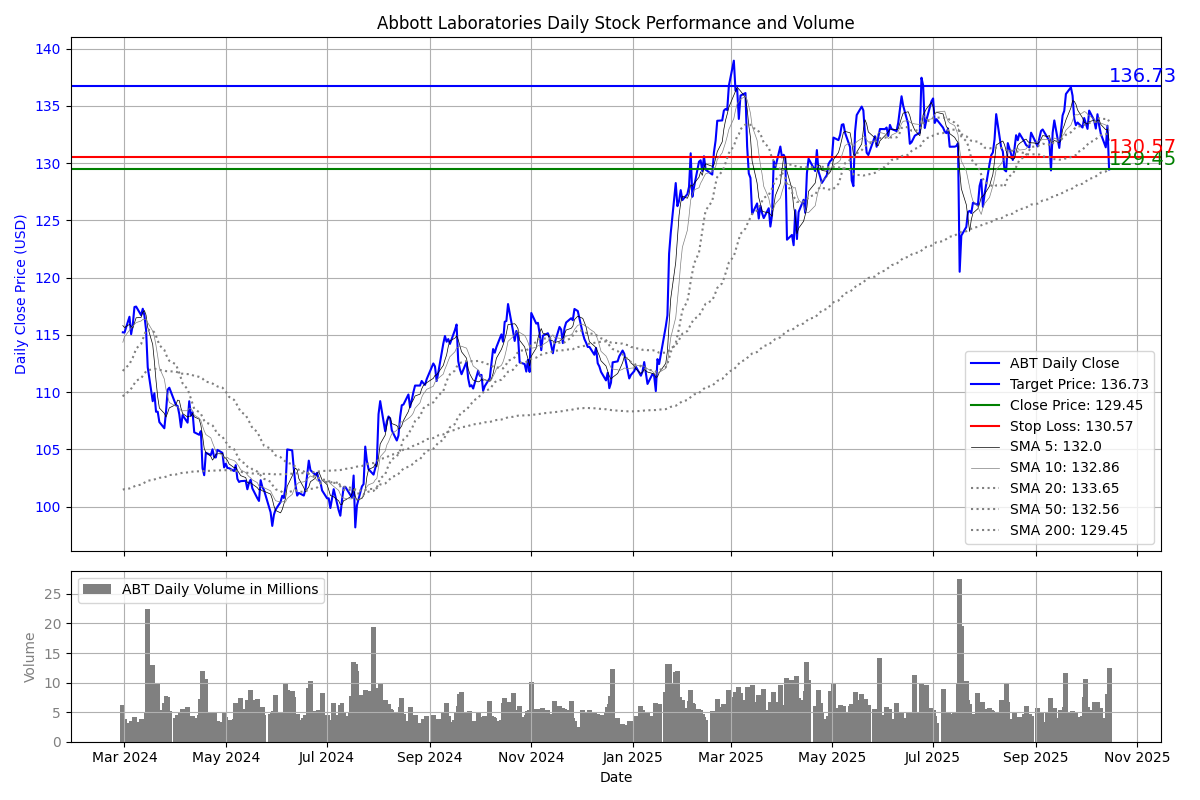 Abbott Laboratories Daily Stock Performance and Volume
Daily Close Price (USD)
140
135
130
125
120
115
110
105
100
136.73
130.57
129.45
ABT Daily Close
Target Price: 136.73
Close Price: 129.45
Stop Loss: 130.57
SMA 5: 132.0
SMA 10: 132.86
SMA 20: 133.65
SMA 50: 132.56
SMA 200: 129.45
Volume
25
20
15
10
5
0
ABT Daily Volume in Millions
Mar 2024 May 2024 Jul 2024 Sep 2024 Nov 2024 Jan 2025 Mar 2025 May 2025 Jul 2025 Sep 2025 Nov 2025
Date